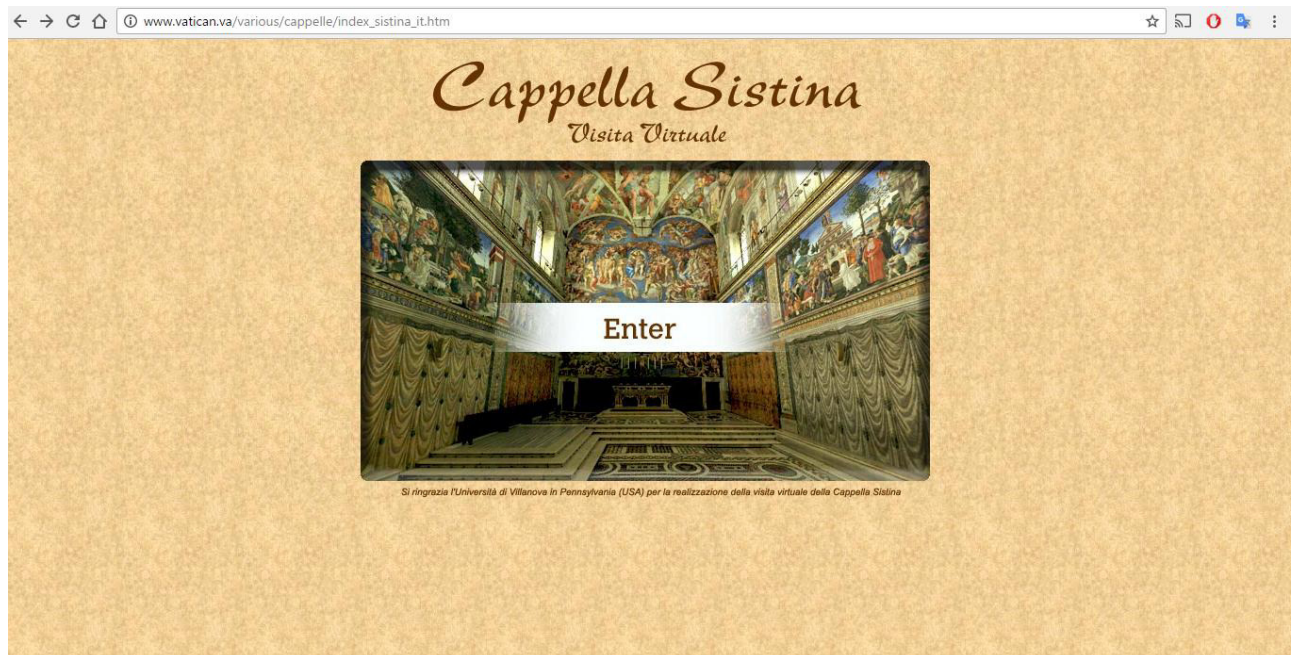 www.vatican.va/various/cappelle/index_sistina_it.htm
Cappella Sistina
Visita Virtuale
Enter
Si ringrazia l'Università di Villanova in Pennsylvania (USA) per la realizzazione della visita virtuale della Cappella Sistina